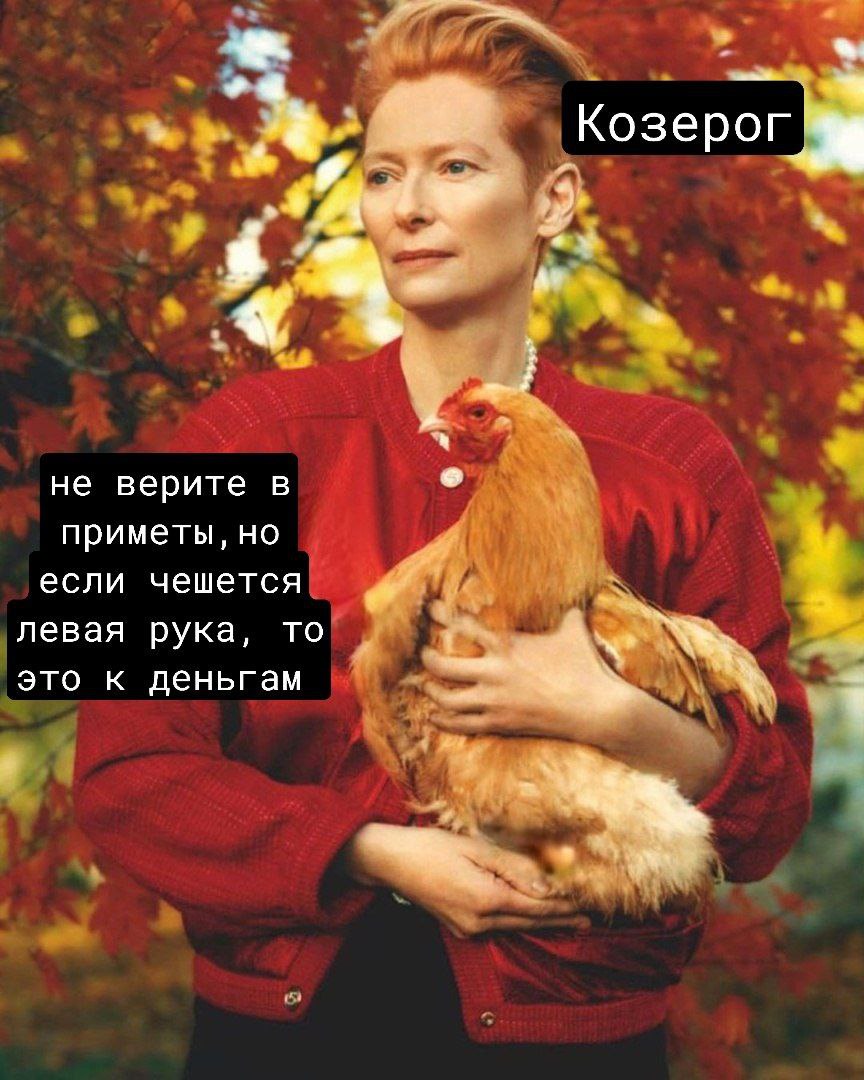 Козерог
не верите в
приметы,но
если чешется
левая рука, то
это к деньгам